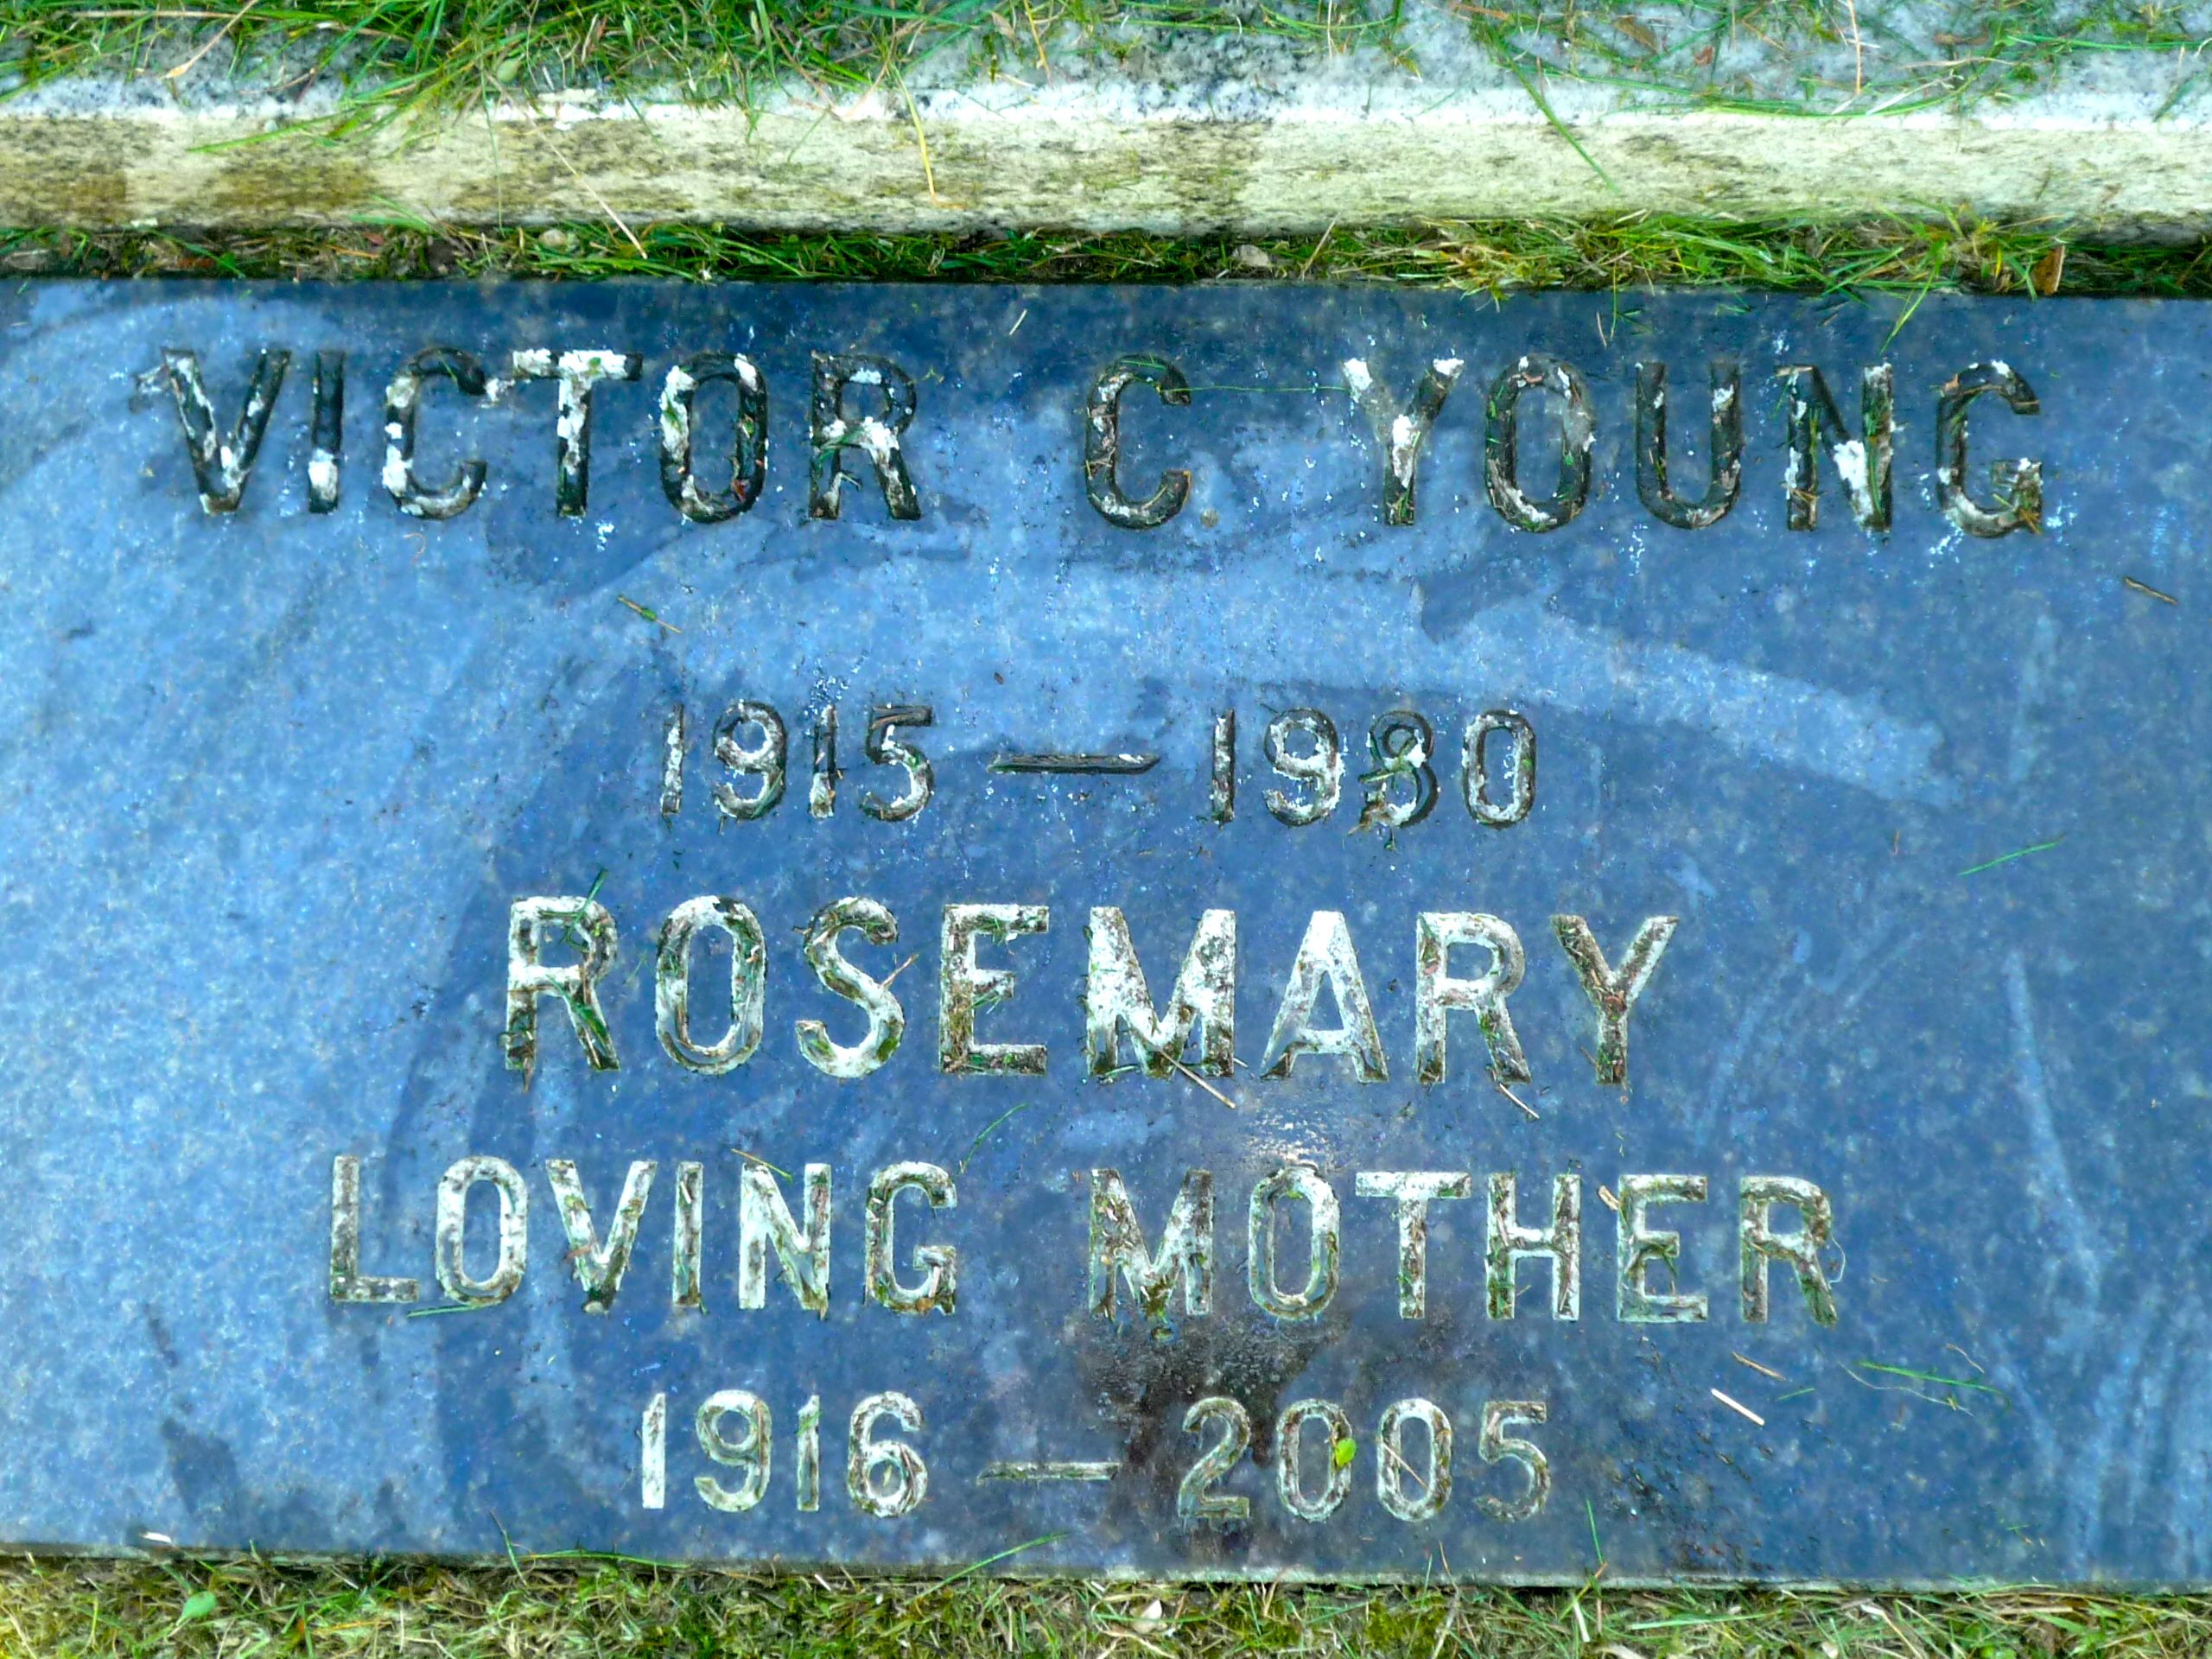 VICTOR C. YOUNG
1915 — 1980
ROSEMARY
LOVING MOTHER
1916 — 2005